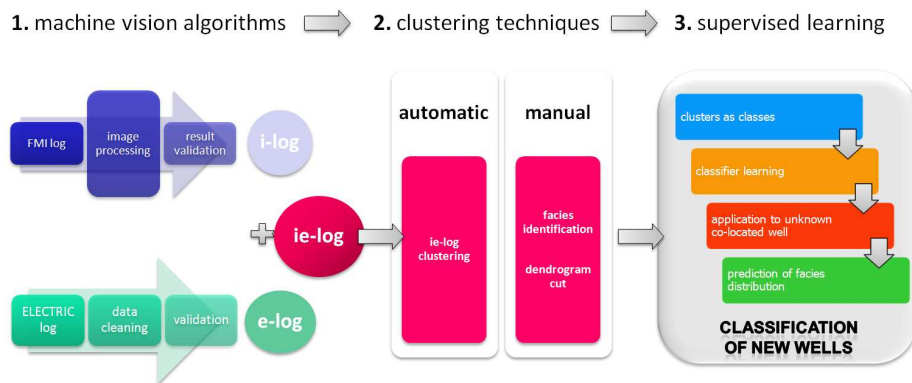 1. machine vision algorithms
2. clustering techniques
3. supervised learning
FMI log
image
processing
result
validation
i-log
+
ie-log
ELECTRIC
log
data
cleaning
validation
e-log
automatic
ie-log
clustering
manual
facies
identification
dendrogram
cut
clusters as classes
classifier learning
application to unknown
co-located well
prediction of facies
distribution
CLASSIFICATION
OF NEW WELLS